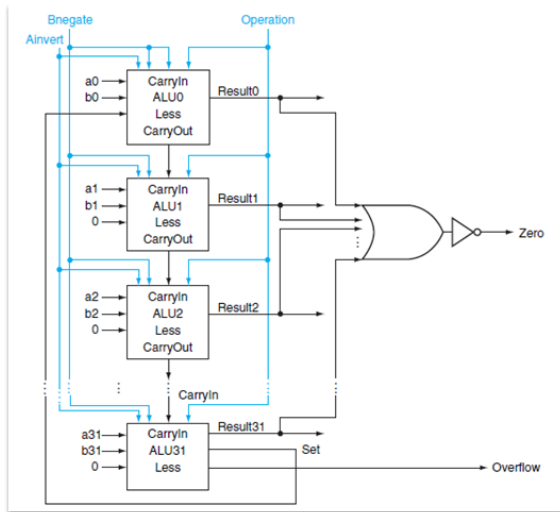 Bnegate
Operation
Ainvert
a0
b0
CarryIn
ALU0
Less
CarryOut
Result0
a1
b1
0
CarryIn
ALU1
Less
CarryOut
Result1
Zero
a2
b2
0
CarryIn
ALU2
Less
CarryOut
Result2
CarryIn
a31
b31
0
CarryIn
ALU31
Less
Result31
Set
Overflow